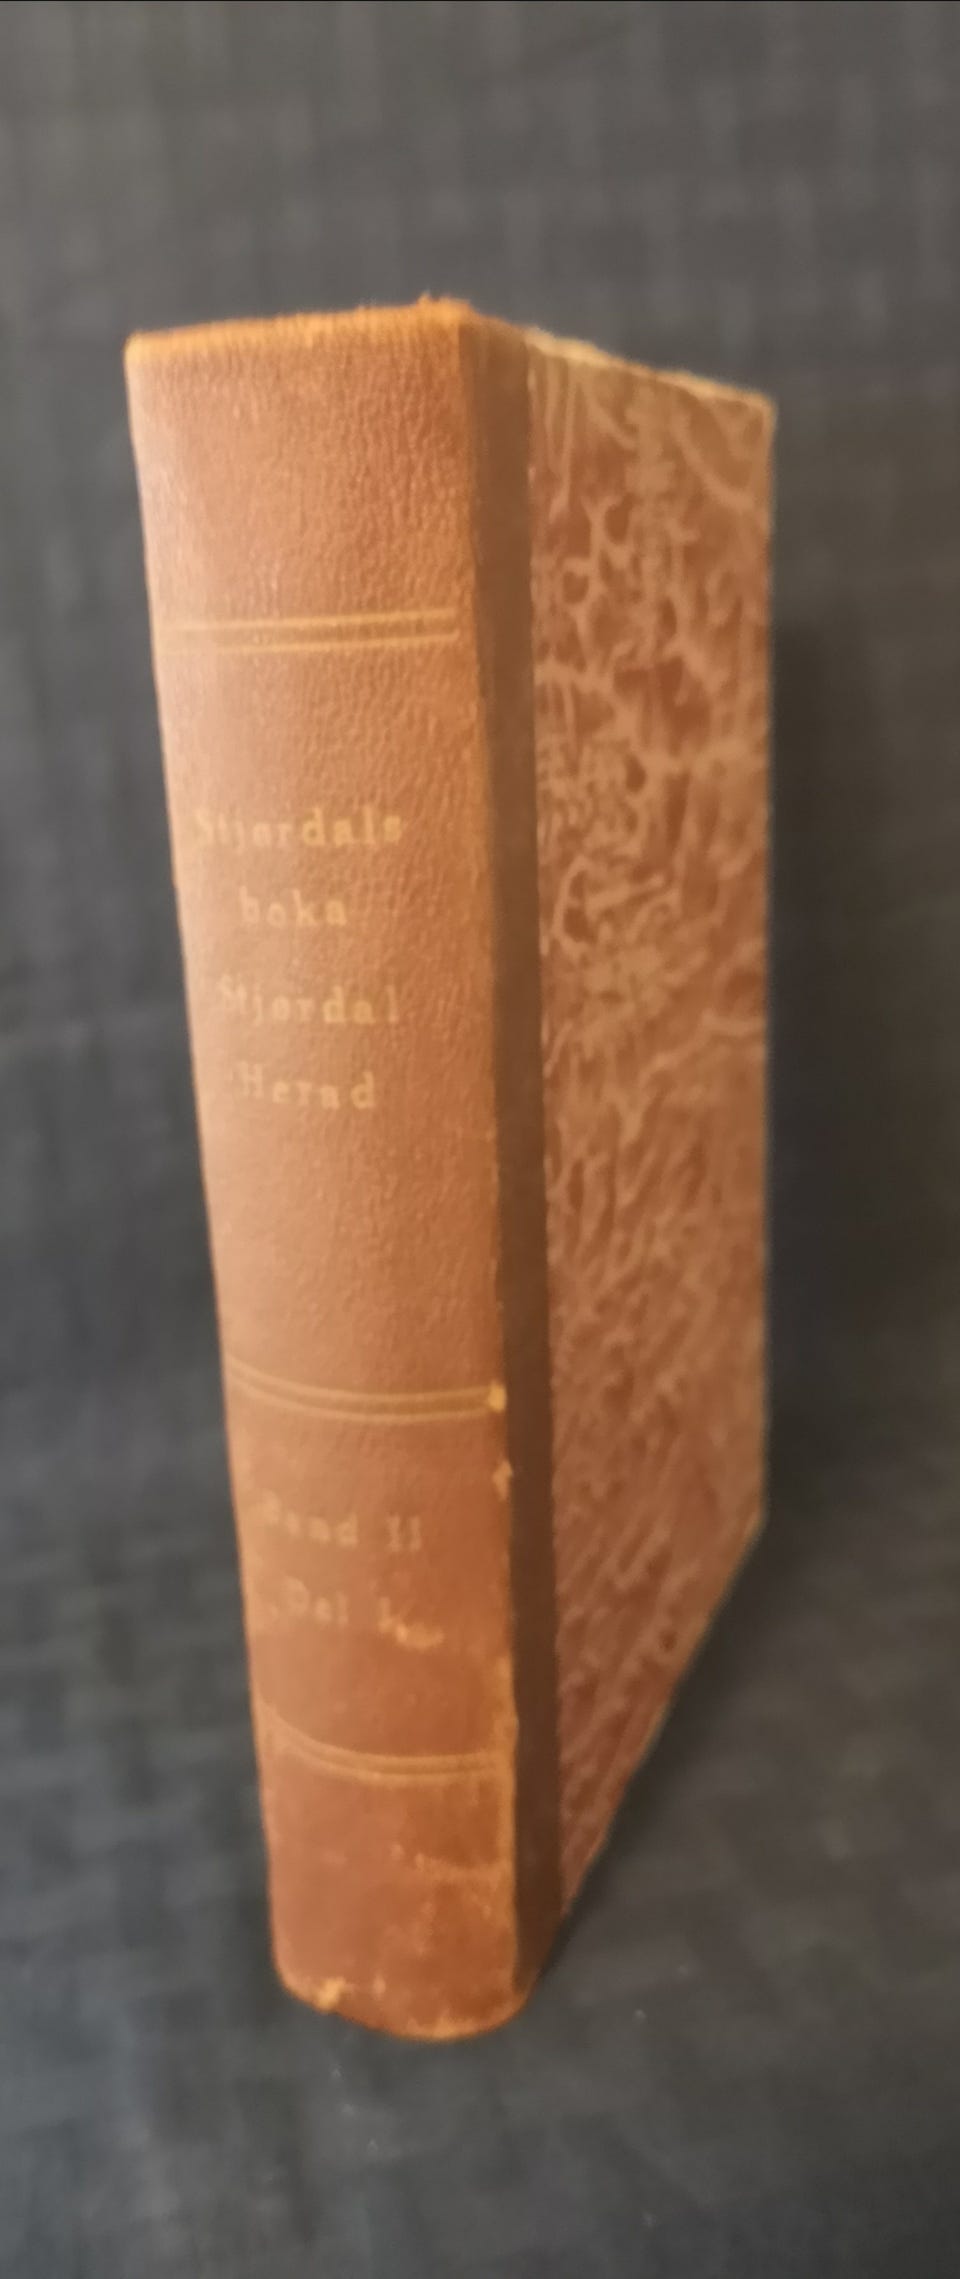 Stjørdals
boka
Stjørdal
Herad
Band II
Del I